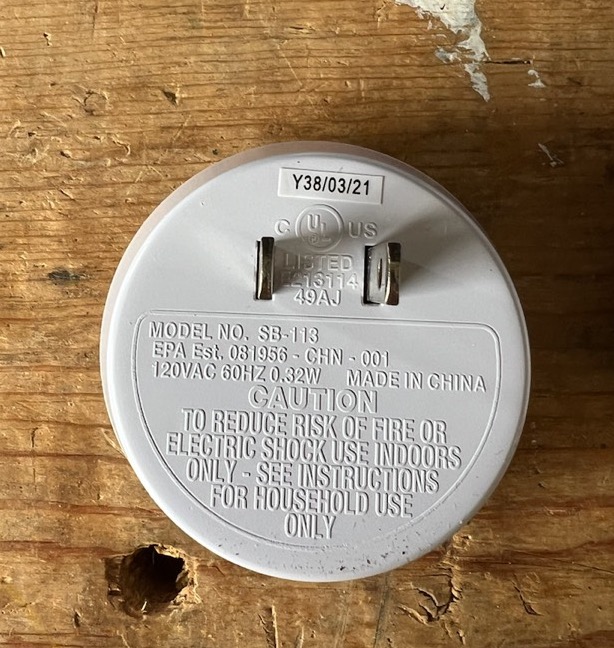 Y38/03/21
C UL US
LISTED
49AJ
MODEL NO. SB-113
EPA Est. 081956 - CHN - 001
120VAC 60HZ 0.32W MADE IN CHINA
CAUTION
TO REDUCE RISK OF FIRE OR
ELECTRIC SHOCK USE INDOORS
ONLY - SEE INSTRUCTIONS
FOR HOUSEHOLD USE
ONLY